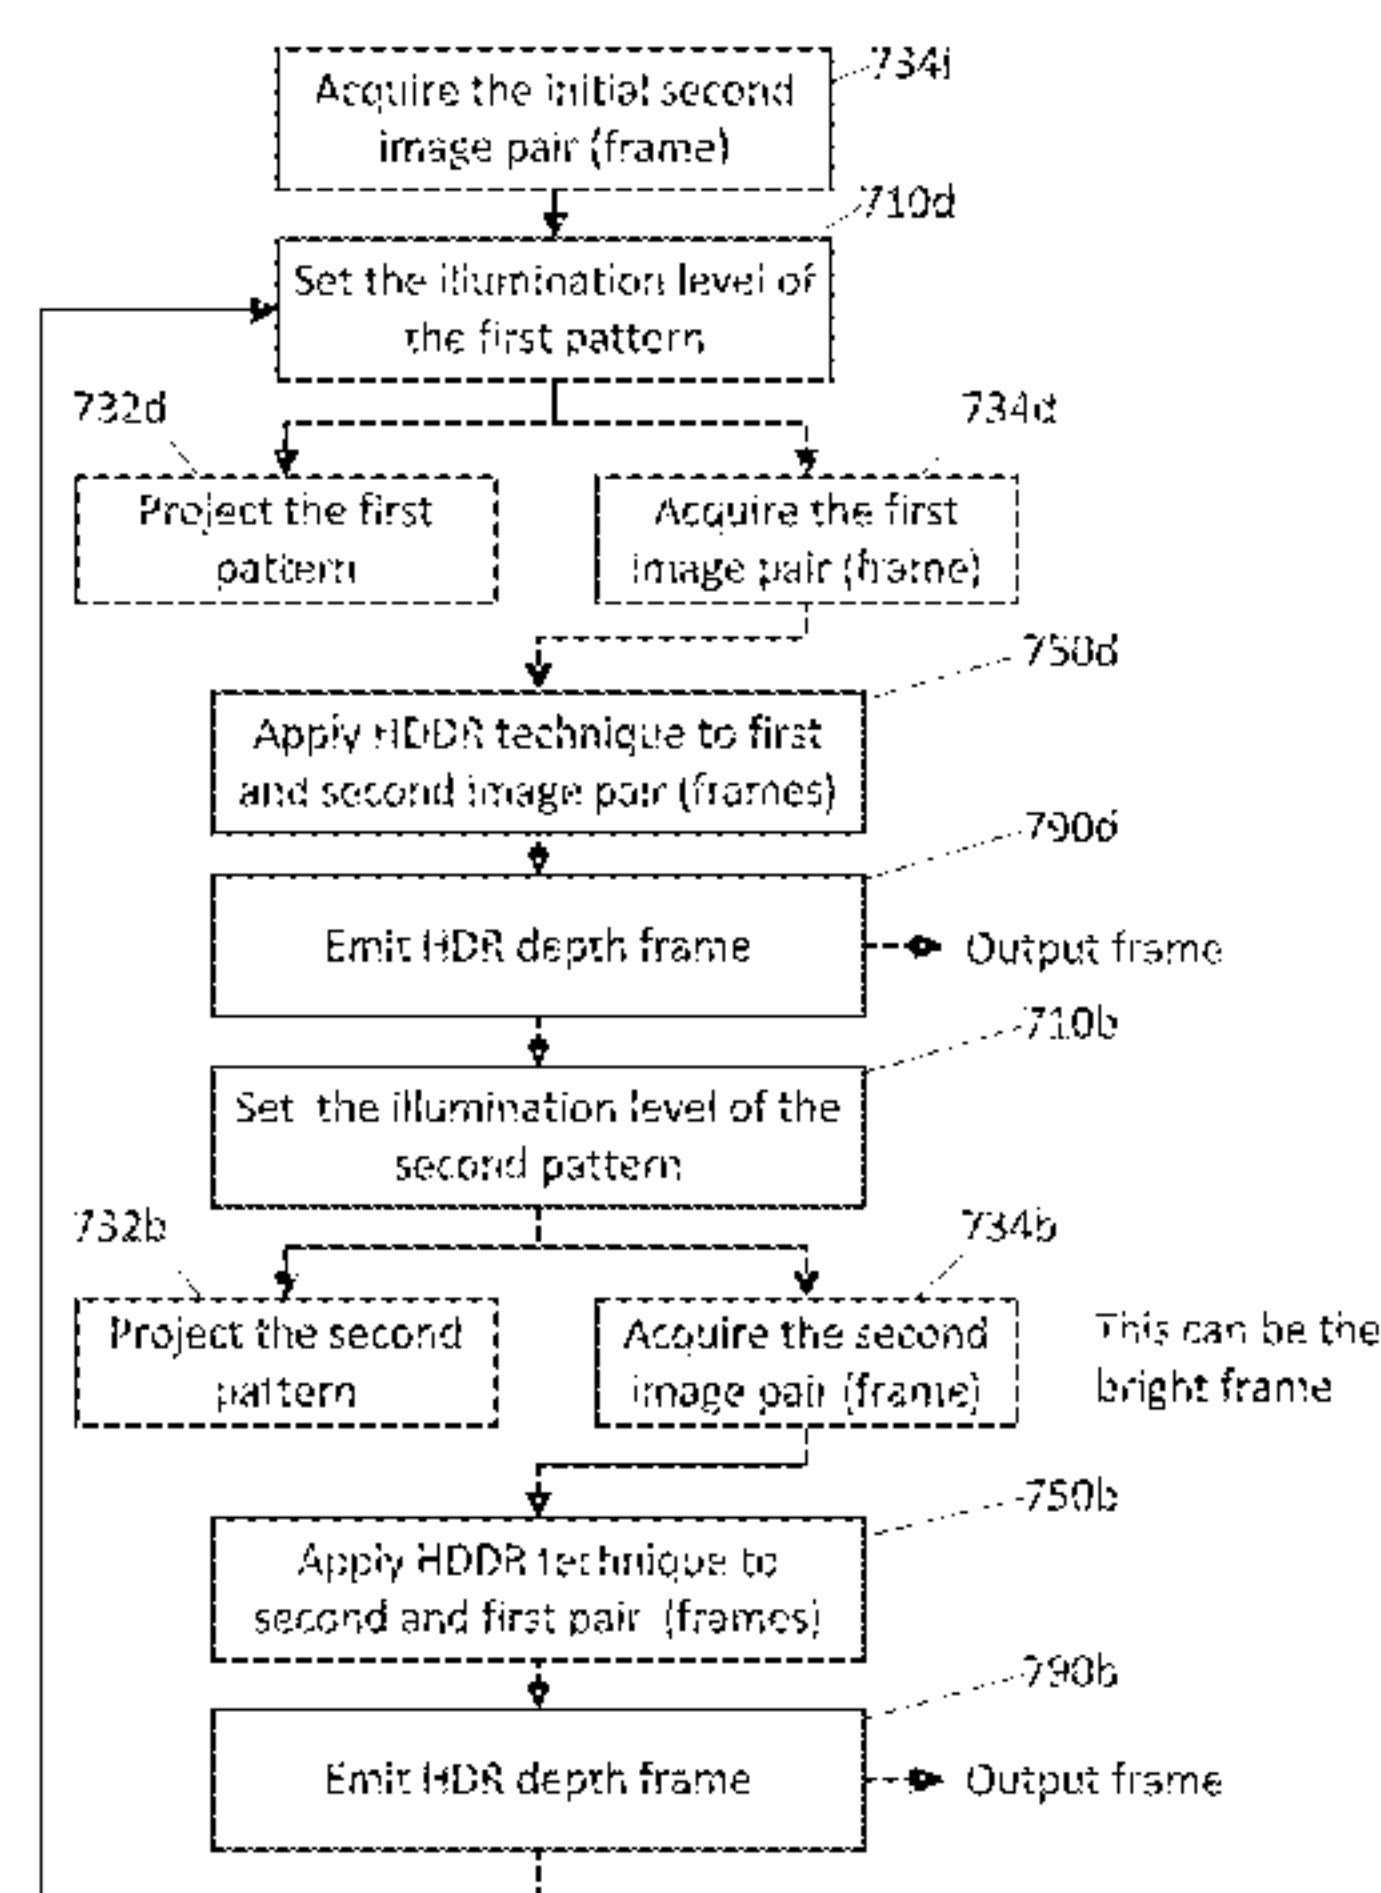 Acquire the initial second
image pair (frame)
734i
710d
Set the illumination level of
the first pattern
732d
734d
Project the first
pattern
Acquire the first
image pair (frame)
750d
Apply HDDR technique to first
and second image pair (frames)
790d
Emit HDR depth frame
Output frame
710b
Set the illumination level of the
second pattern
732b
734b
Project the second
pattern
Acquire the second
image pair (frame)
This can be the
bright frame
750b
Apply HDDR technique to
second and first pair (frames)
790b
Emit HDR depth frame
Output frame